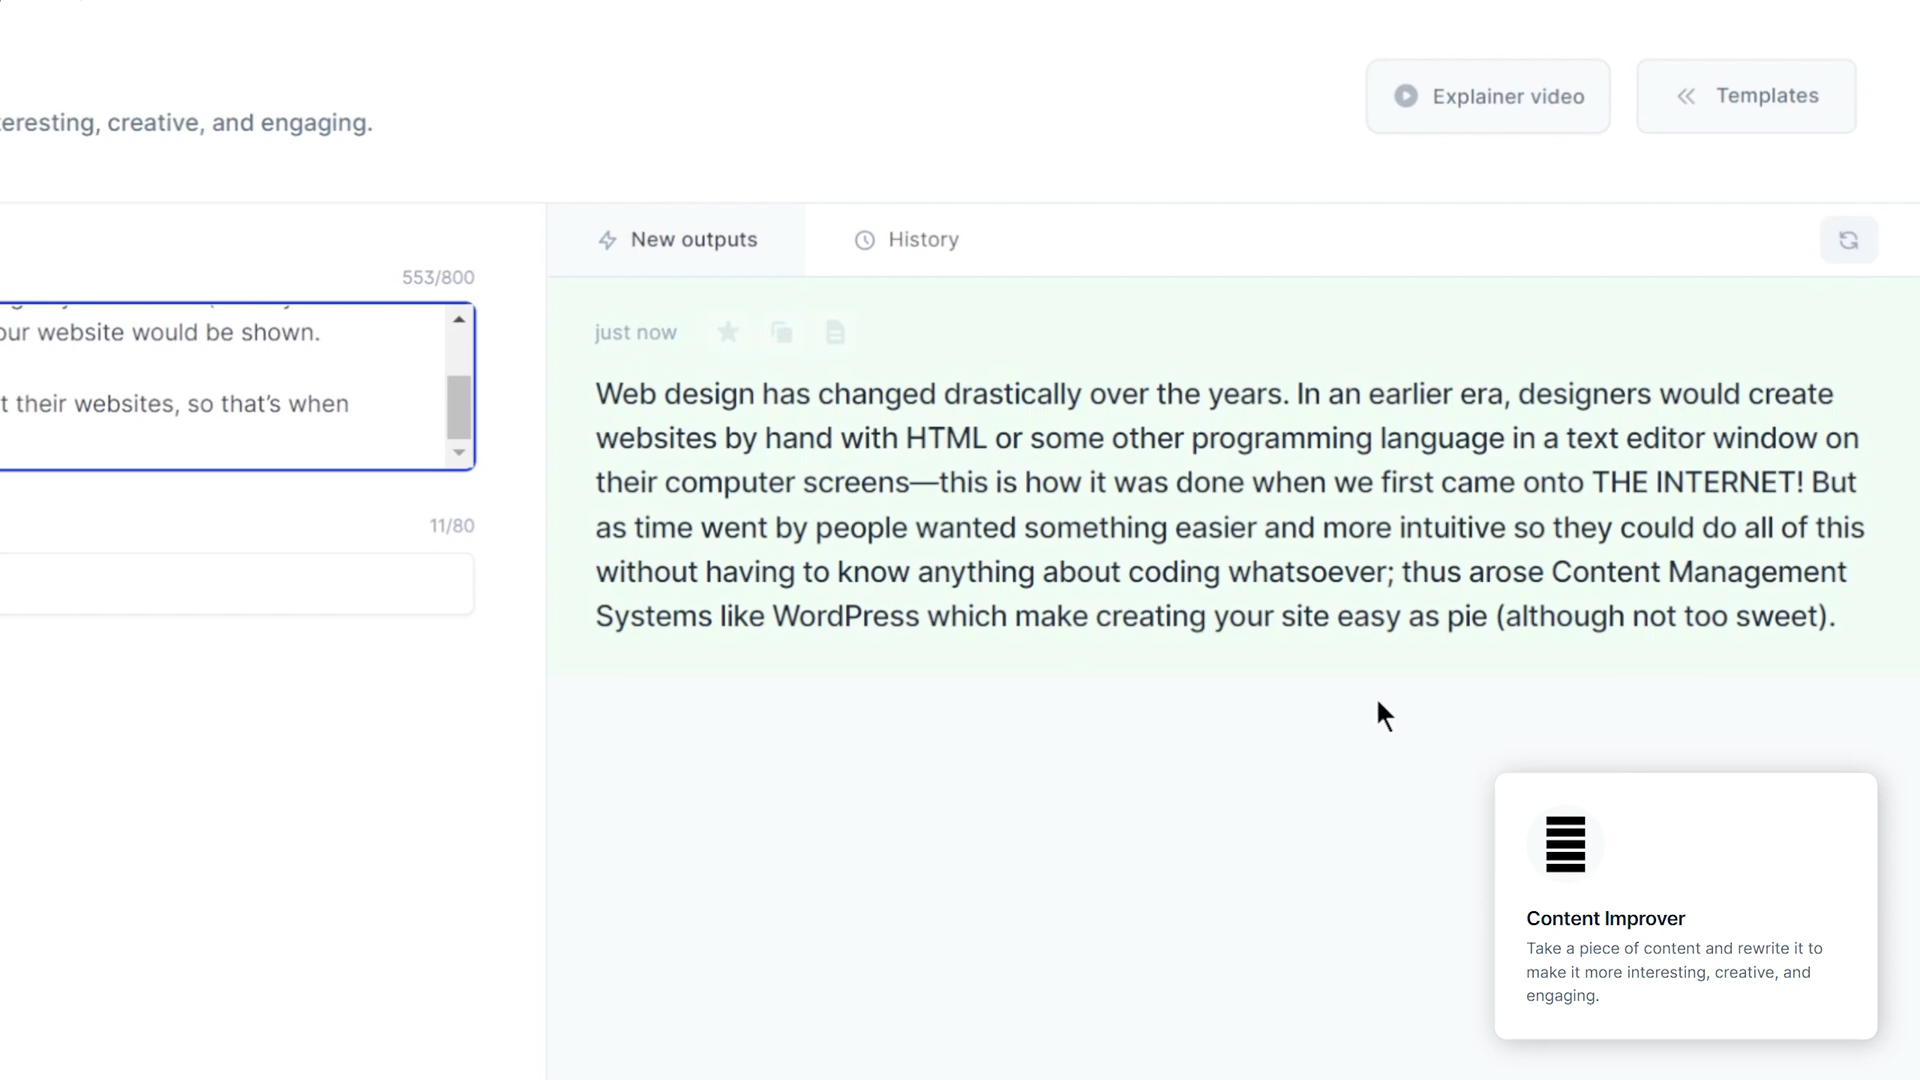 Explainer video
Templates
eresting, creative, and engaging.
New outputs
History
553/800
our website would be shown.
t their websites, so that’s when
11/80
just now
Web design has changed drastically over the years. In an earlier era, designers would create
websites by hand with HTML or some other programming language in a text editor window on
their computer screens—this is how it was done when we first came onto THE INTERNET! But
as time went by people wanted something easier and more intuitive so they could do all of this
without having to know anything about coding whatsoever; thus arose Content Management
Systems like WordPress which make creating your site easy as pie (although not too sweet).
Content Improver
Take a piece of content and rewrite it to
make it more interesting, creative, and
engaging.